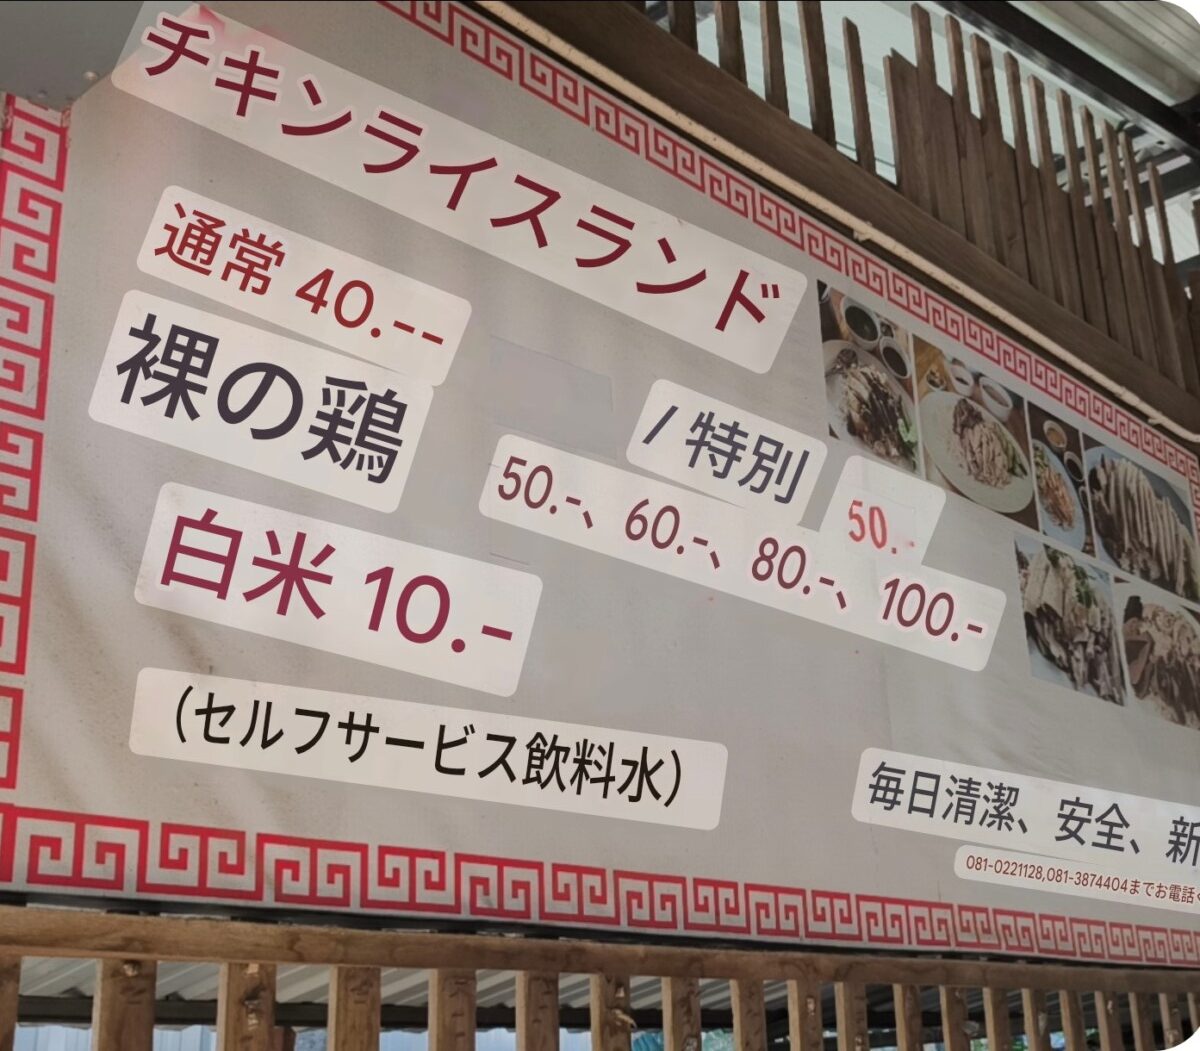 チキンライスランド
通常 40.--
/ 特別 50.-
裸の鶏
50.-、60.-、80.-、100.-
白米 10.-
（セルフサービス飲料水）
毎日清潔、安全、新
081-0221128,081-3874404までお電話く